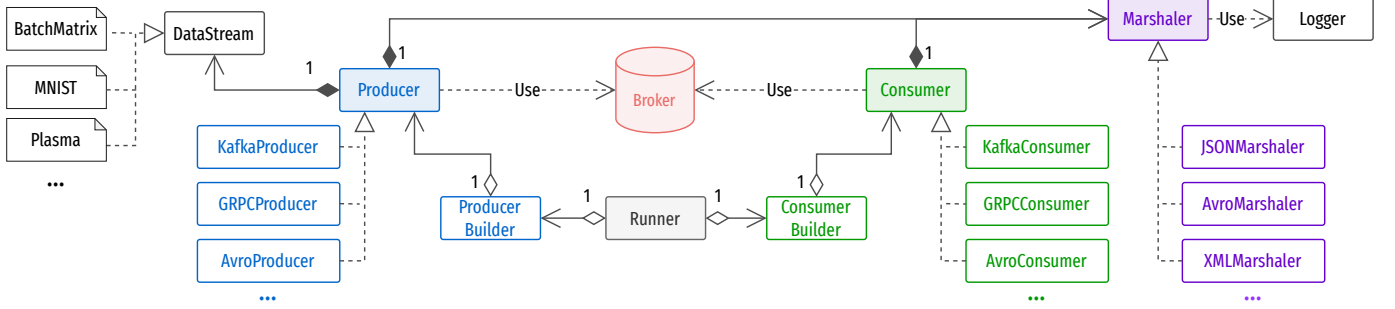 BatchMatrix
MNIST
Plasma
...
DataStream
1
1
Producer
Use
Broker
Use
1
Consumer
Marshaler
Use
Logger
KafkaProducer
GRPCProducer
AvroProducer
...
1
Producer
Builder
1
Runner
1
1
Consumer
Builder
KafkaConsumer
GRPCConsumer
AvroConsumer
...
JSONMarshaler
AvroMarshaler
XMLMarshaler
...